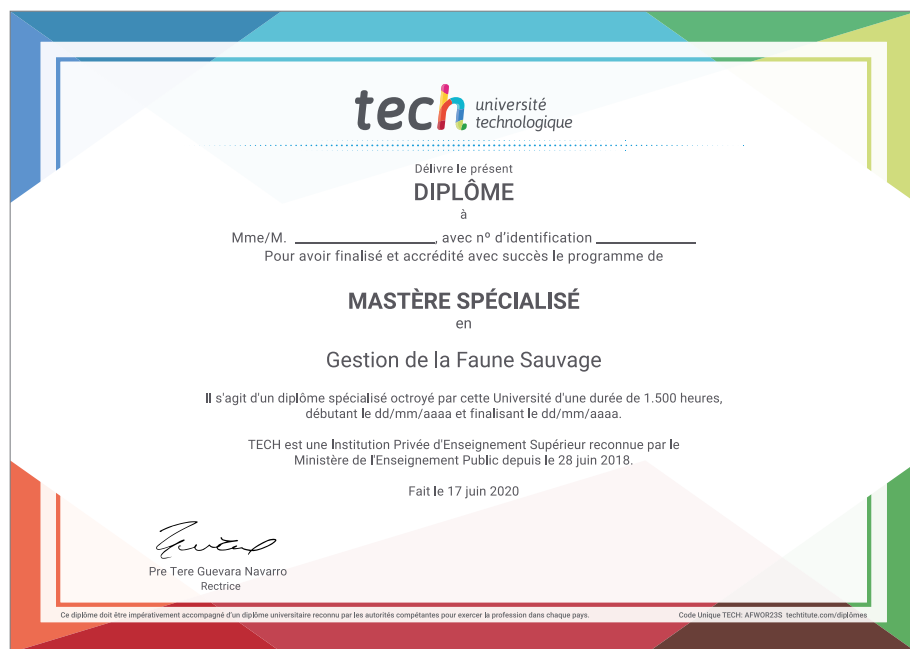 tech université
technologique
Délivre le présent
DIPLÔME
à
Mme/M. ____________, avec nº d'identification ____________
Pour avoir finalisé et accrédité avec succès le programme de
MASTÈRE SPÉCIALISÉ
en
Gestion de la Faune Sauvage
Il s'agit d'un diplôme spécialisé octroyé par cette Université d'une durée de 1.500 heures,
débutant le dd/mm/aaaa et finalisant le dd/mm/aaaa.
TECH est une Institution Privée d'Enseignement Supérieur reconnue par le
Ministère de l'Enseignement Public depuis le 28 juin 2018.
Fait le 17 juin 2020
Pre Tere Guevara Navarro
Rectrice
Ce diplôme doit être impérativement accompagné d'un diplôme universitaire reconnu par les autorités compétantes pour exercer la profession dans chaque pays.
Code Unique TECH: AFWOR23S techtitute.com/diplômes